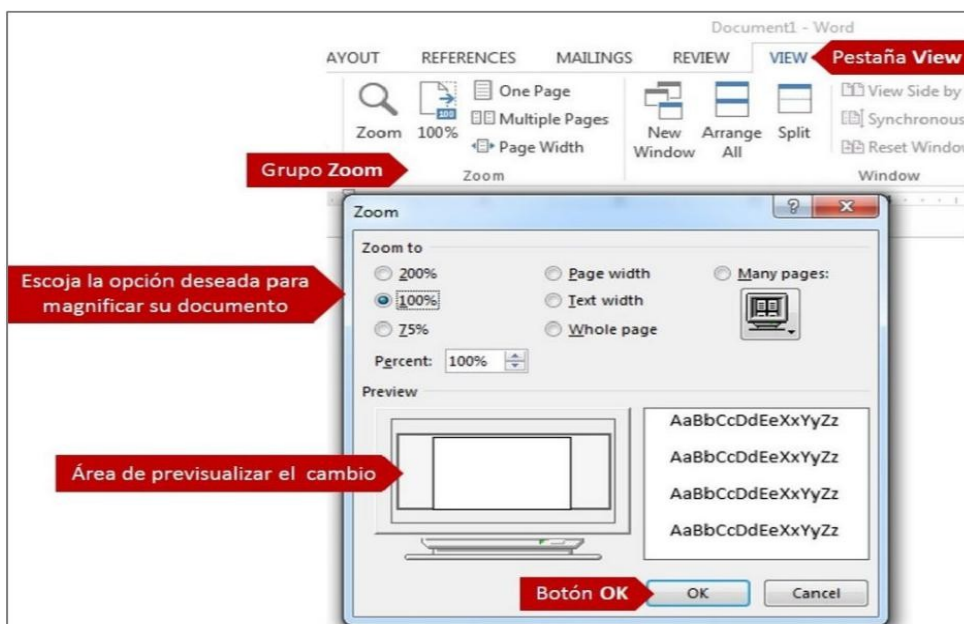 Document1 - Word
AYOUT REFERENCES MAILINGS REVIEW VIEW Pestaña View
One Page
Multiple Pages
Page Width
Zoom 100%
New Window
Arrange All
Split
View Side by
Synchronous
Reset Window
Grupo Zoom
Zoom
Window
Zoom
Zoom to
200% Page width Many pages:
Escoja la opción deseada para
magnificar su documento
100% Text width
75% Whole page
Percent: 100%
Preview
AaBbCcDdEeXxYyZz
AaBbCcDdEeXxYyZz
AaBbCcDdEeXxYyZz
AaBbCcDdEeXxYyZz
Área de previsualizar el cambio
Botón OK
OK Cancel